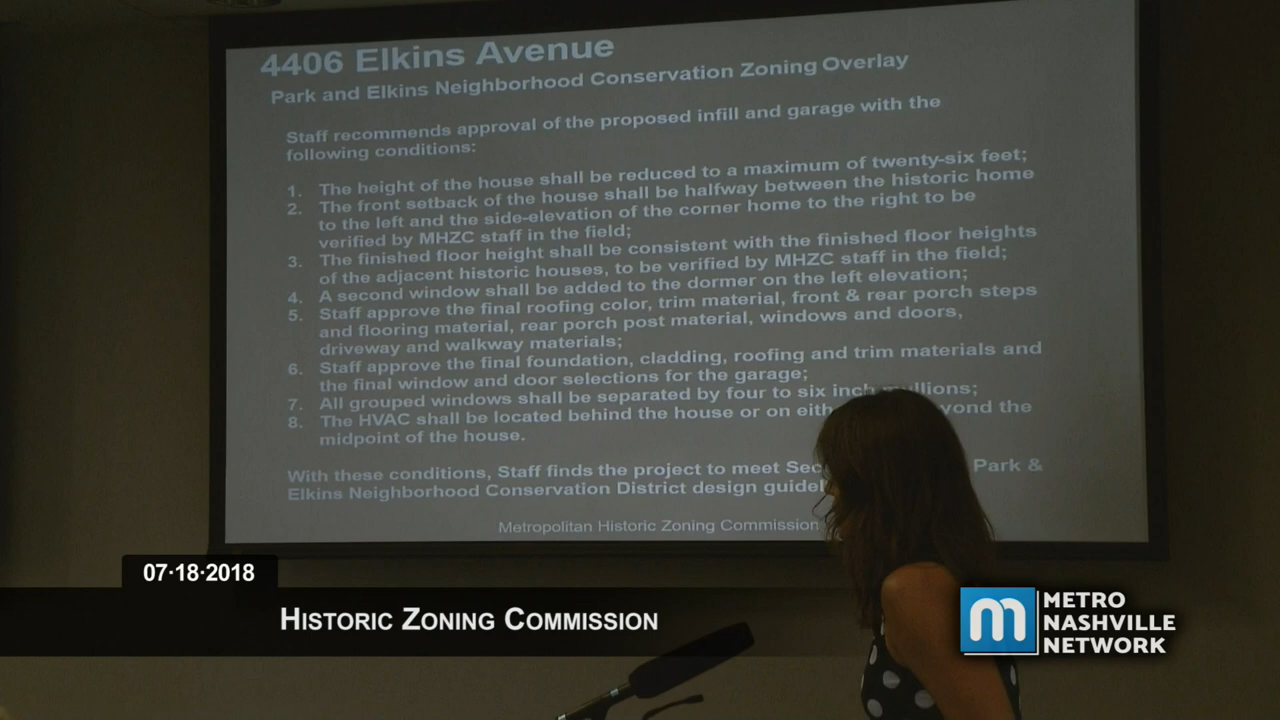 4406 Elkins Avenue
Park and Elkins Neighborhood Conservation Zoning Overlay
Staff recommends approval of the proposed infill and garage with the
following conditions:
1. The height of the house shall be reduced to a maximum of twenty-six feet;
2. The front setback of the house shall be halfway between the historic home
to the left and the side-elevation of the corner home to the right to be
verified by MHZC staff in the field;
3. The finished floor height shall be consistent with the finished floor heights
of the adjacent historic houses, to be verified by MHZC staff in the field;
4. A second window shall be added to the dormer on the left elevation;
5. Staff approve the final roofing color, trim material, front & rear porch steps
and flooring material, rear porch post material, windows and doors,
driveway and walkway materials;
6. Staff approve the final foundation, cladding, roofing and trim materials and
the final window and door selections for the garage;
7. All grouped windows shall be separated by four to six inch mullions;
8. The HVAC shall be located behind the house or on the
midpoint of the house.
With these conditions, Staff finds the project to meet Park &
Elkins Neighborhood Conservation District design
Metropolitan Historic Zoning Commission
07·18·2018
HISTORIC ZONING COMMISSION
m METRO
NASHVILLE
NETWORK